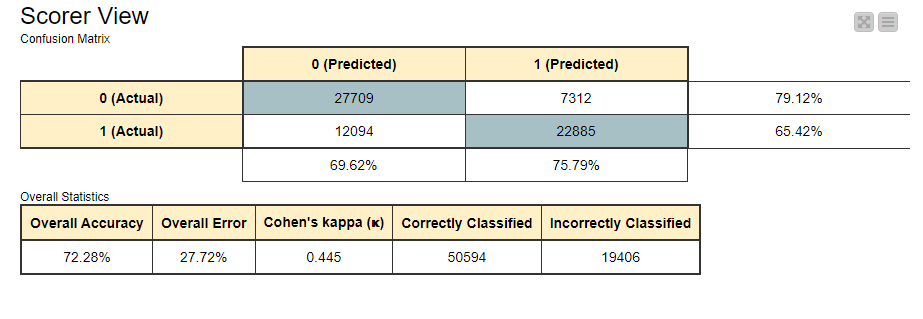 Scorer View
Confusion Matrix
0 (Predicted) 1 (Predicted)
0 (Actual) 27709 7312 79.12%
1 (Actual) 12094 22885 65.42%
69.62% 75.79%
Overall Statistics
Overall Accuracy Overall Error Cohen's kappa (κ) Correctly Classified Incorrectly Classified
72.28% 27.72% 0.445 50594 19406